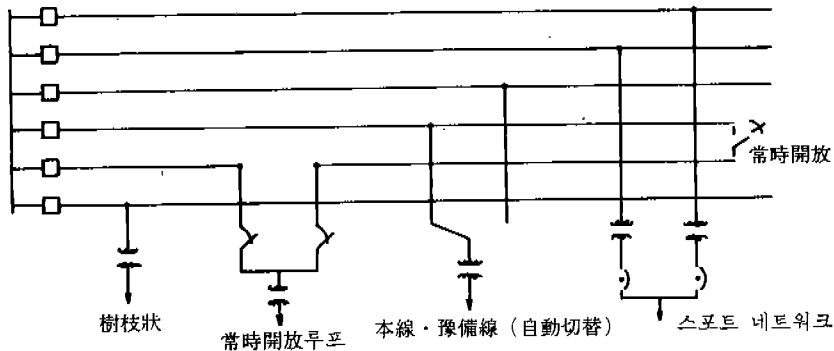 常時開放
樹枝狀
常時開放루프
本線・豫備線（自動切替）
스포트 네트워크